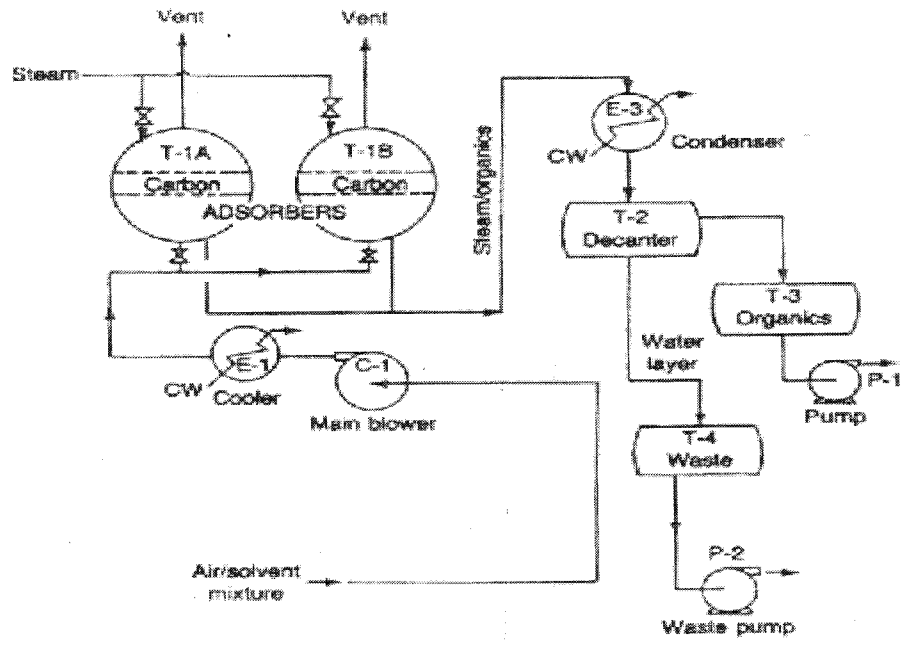 Vent
Vent
Steam
T-1A
Carbon
T-1B
Carbon
ADSORBERS
Steam/organics
E-3
CW
Condenser
T-2
Decanter
T-3
Organics
Water
layer
P-1
Pump
E-1
CW
Cooler
C-1
Main blower
T-4
Waste
Air/solvent
mixture
P-2
Waste pump